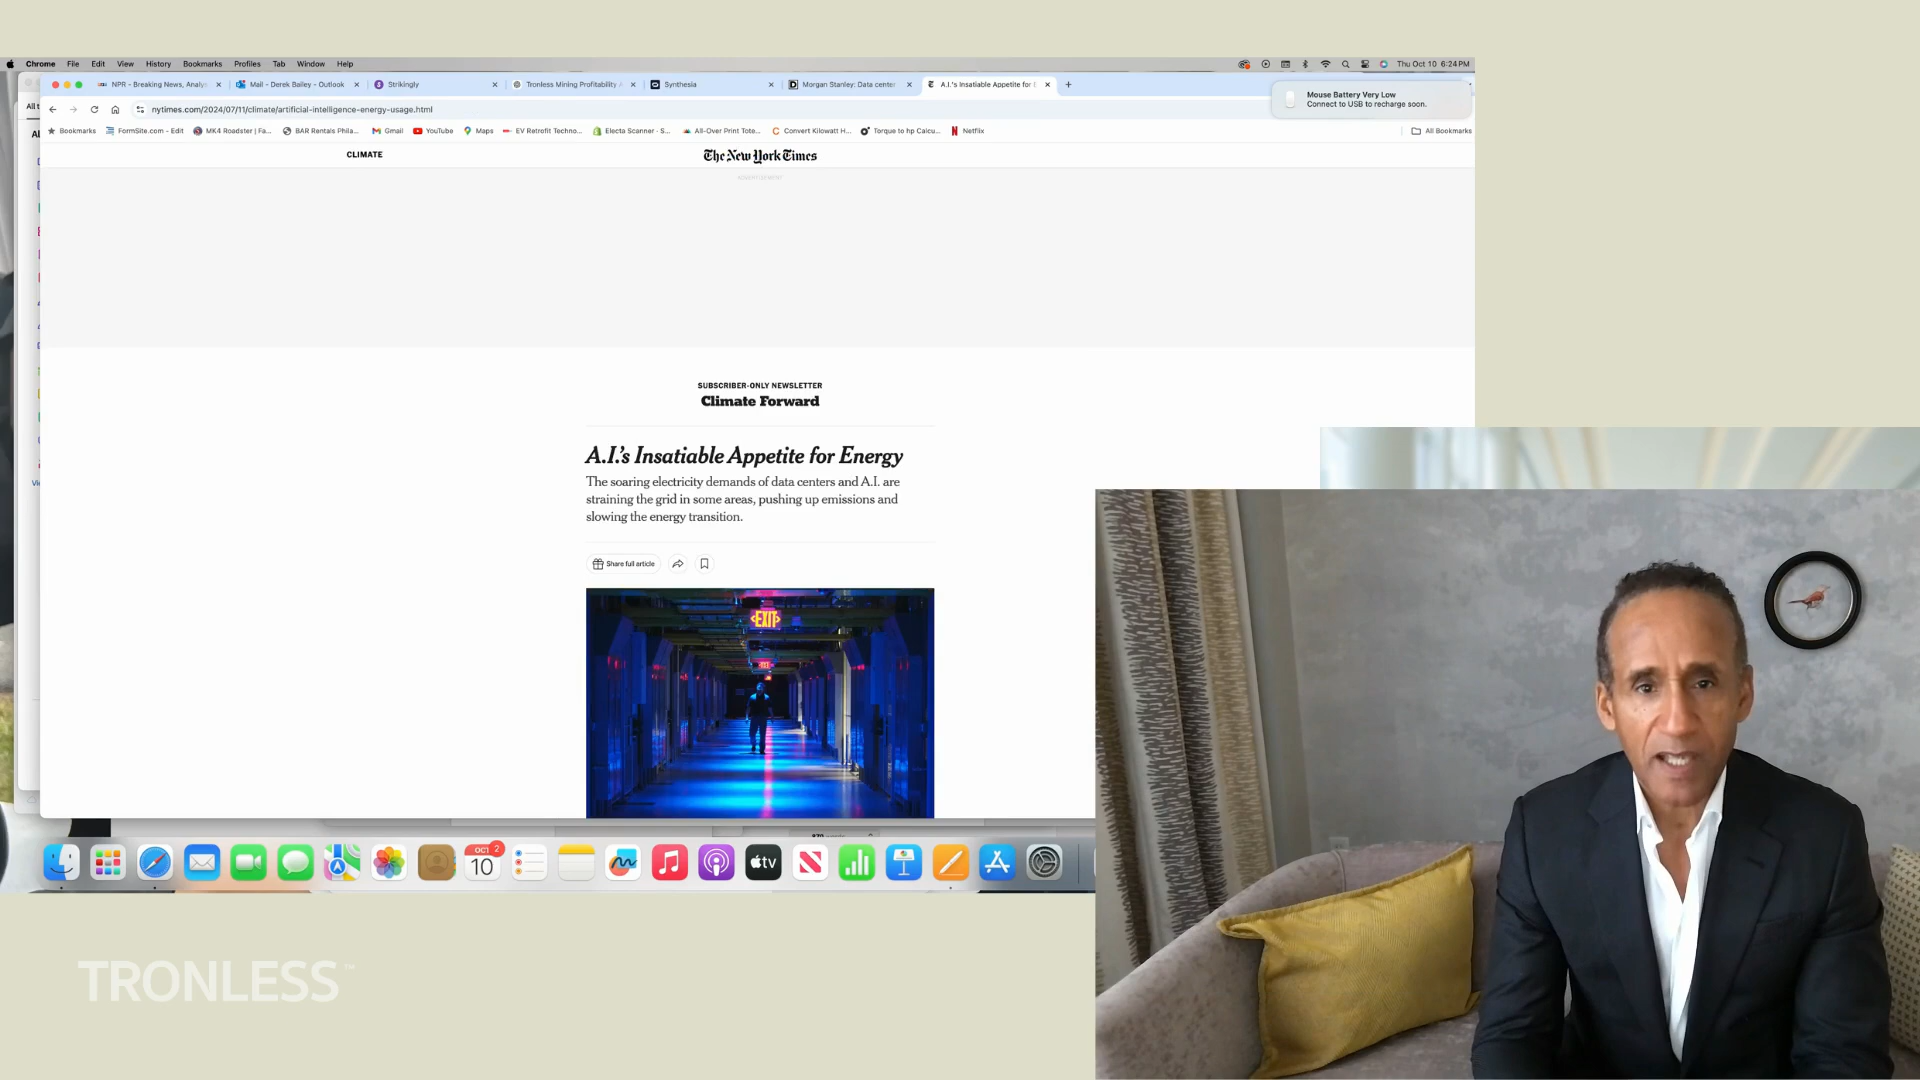 Chrome File Edit View History Bookmarks Profiles Tab Window Help
Thu Oct 10 6:24 PM
NPR - Breaking News, Analys
Mail - Derek Bailey - Outlook
Strikingly
Tronless Mining Profitability
Synthesia
Morgan Stanley: Data center
A.I.'s Insatiable Appetite for
Mouse Battery Very Low
Connect to USB to recharge soon.
nytimes.com/2024/07/11/climate/artificial-intelligence-energy-usage.html
Bookmarks
FormSite.com - Edit
MK4 Roadster | Fa...
BAR Rentals Phila...
Gmail
YouTube
Maps
EV Retrofit Techno...
Electa Scanner - S...
All-Over Print Tote...
Convert Kilowatt H...
Torque to hp Calcu...
Netflix
All Bookmarks
CLIMATE
The New York Times
ADVERTISEMENT
SUBSCRIBER-ONLY NEWSLETTER
Climate Forward
A.I.'s Insatiable Appetite for Energy
The soaring electricity demands of data centers and A.I. are
straining the grid in some areas, pushing up emissions and
slowing the energy transition.
Share full article
EXIT
EXIT
OCT 2
10
tv
TRONLESS™